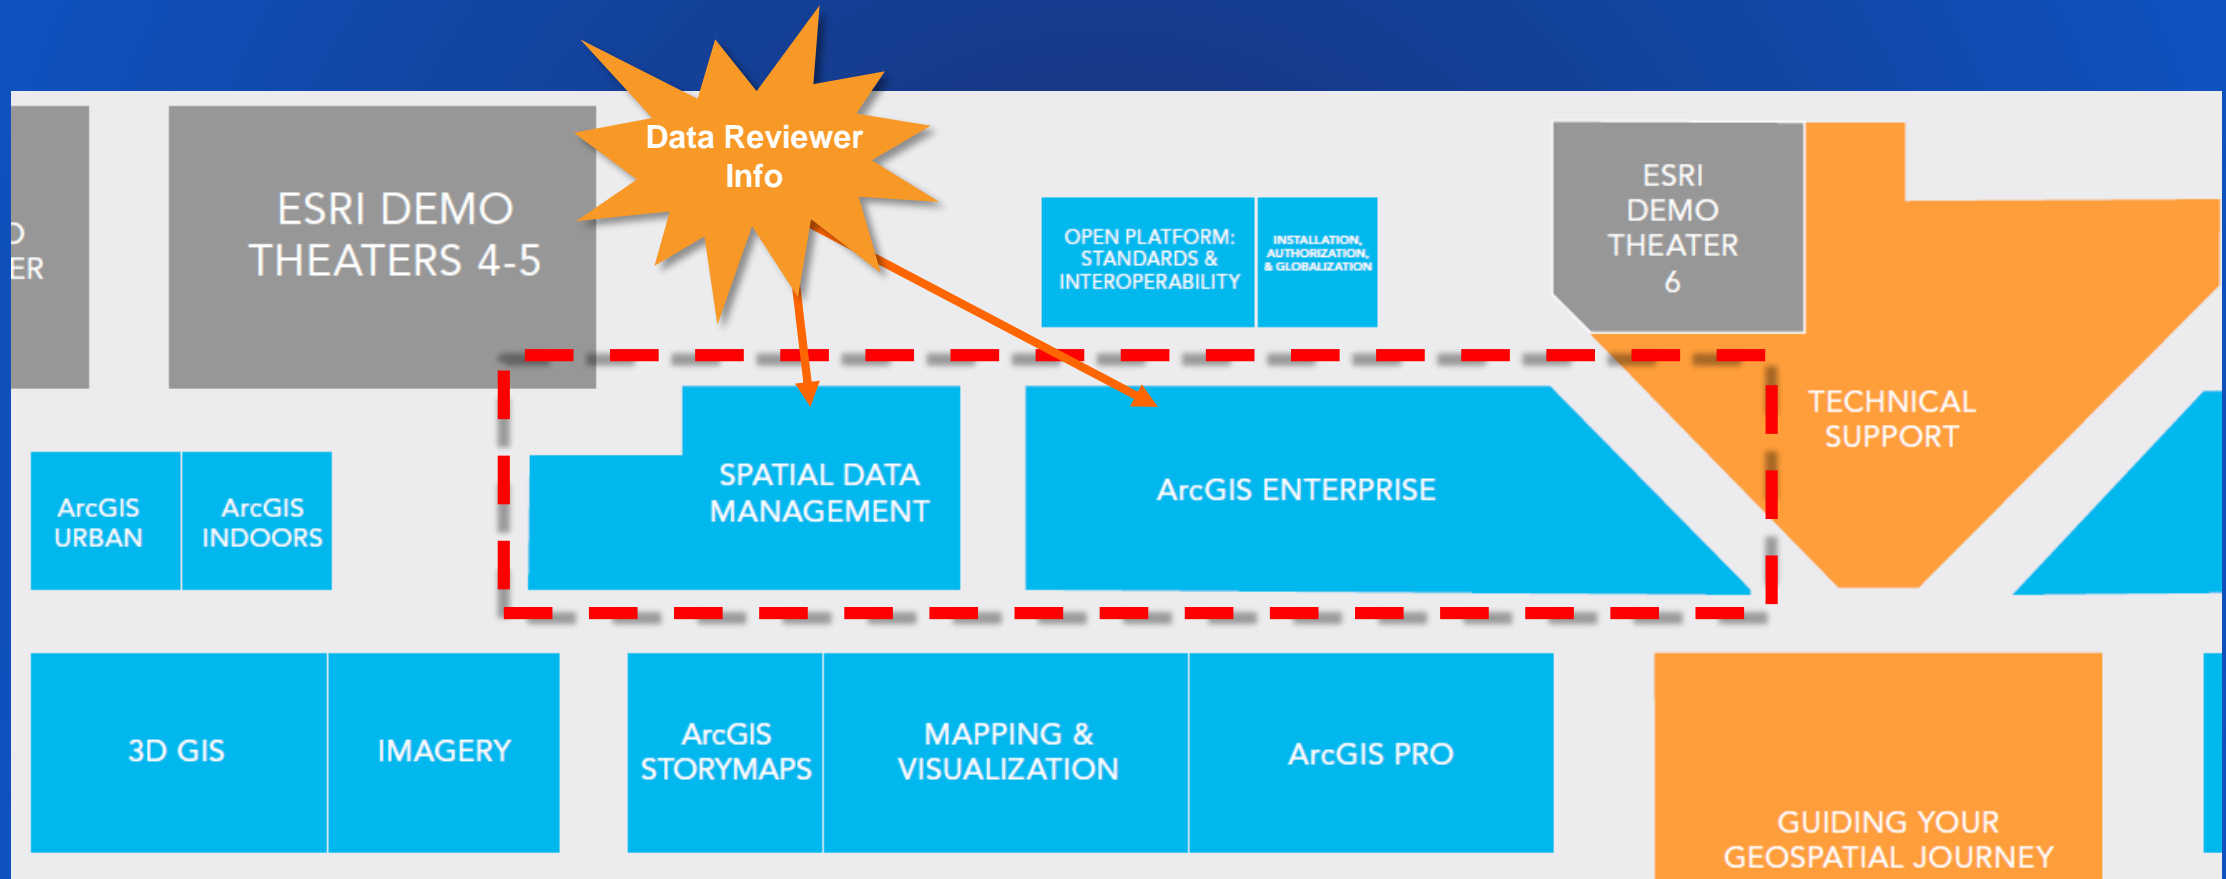 Data Reviewer
Info
ER
ESRI DEMO
THEATERS 4-5
OPEN PLATFORM:
STANDARDS &
INTEROPERABILITY
INSTALLATION,
AUTHORIZATION,
& GLOBALIZATION
ESRI
DEMO
THEATER
6
TECHNICAL
SUPPORT
ArcGIS
URBAN
ArcGIS
INDOORS
SPATIAL DATA
MANAGEMENT
ArcGIS ENTERPRISE
3D GIS
IMAGERY
ArcGIS
STORYMAPS
MAPPING &
VISUALIZATION
ArcGIS PRO
GUIDING YOUR
GEOSPATIAL JOURNEY